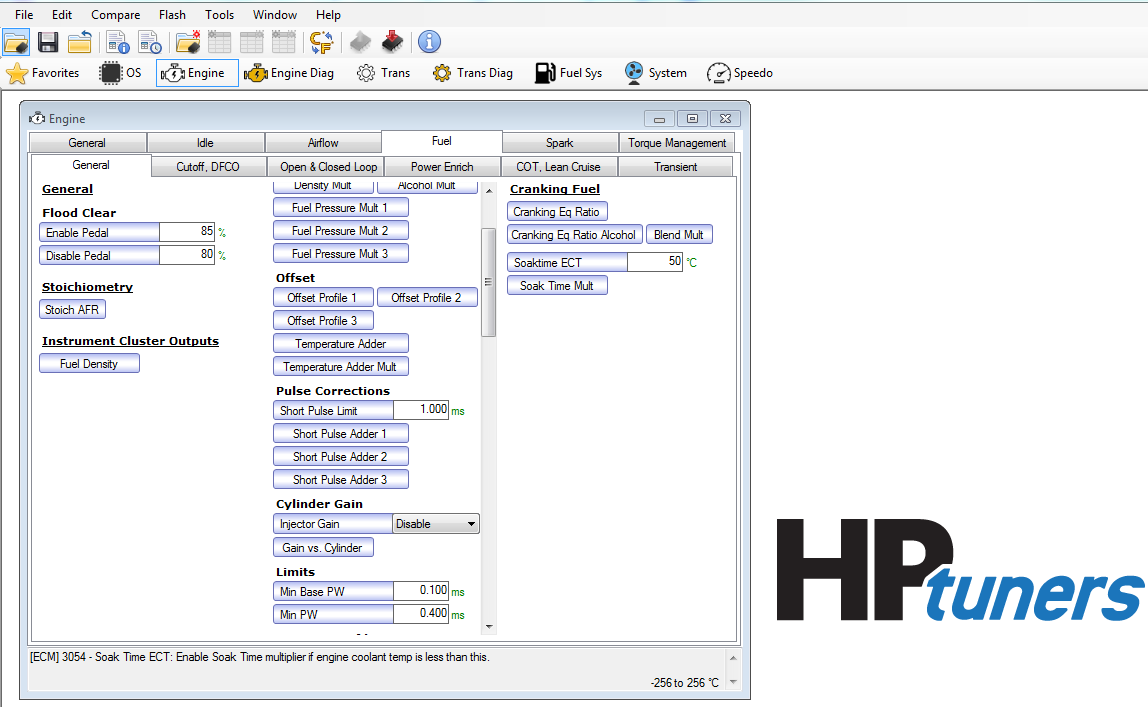 File Edit Compare Flash Tools Window Help
Favorites OS Engine Engine Diag Trans Trans Diag Fuel Sys System Speedo
Engine
General Idle Airflow Fuel Spark Torque Management
General Cutoff, DFCO Open & Closed Loop Power Enrich COT, Lean Cruise Transient
General
Flood Clear
Enable Pedal 85 %
Disable Pedal 80 %
Stoichiometry
Stoich AFR
Instrument Cluster Outputs
Fuel Density
Density Mult Alcohol Mult
Fuel Pressure Mult 1
Fuel Pressure Mult 2
Fuel Pressure Mult 3
Offset
Offset Profile 1 Offset Profile 2
Offset Profile 3
Temperature Adder
Temperature Adder Mult
Pulse Corrections
Short Pulse Limit 1.000 ms
Short Pulse Adder 1
Short Pulse Adder 2
Short Pulse Adder 3
Cylinder Gain
Injector Gain Disable
Gain vs. Cylinder
Limits
Min Base PW 0.100 ms
Min PW 0.400 ms
Cranking Fuel
Cranking Eq Ratio
Cranking Eq Ratio Alcohol Blend Mult
Soaktime ECT 50 °C
Soak Time Mult
[ECM] 3054 - Soak Time ECT: Enable Soak Time multiplier if engine coolant temp is less than this.
-256 to 256 °C
HPtuners